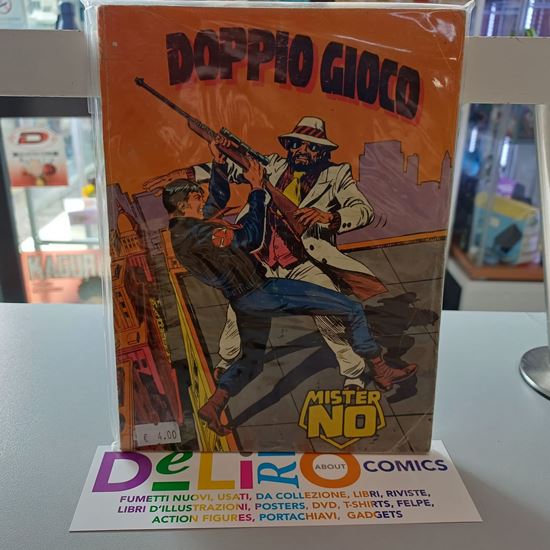 DOPPIO GIOCO
KAGUR
MISTER
NO
€ 4.00
DeLiRiO ABOUT COMICS
FUMETTI NUOVI, USATI, DA COLLEZIONE, LIBRI, RIVISTE,
LIBRI D'ILLUSTRAZIONI, POSTERS, DVD, T-SHIRTS, FELPE,
ACTION FIGURES, PORTACHIAVI, GADGETS